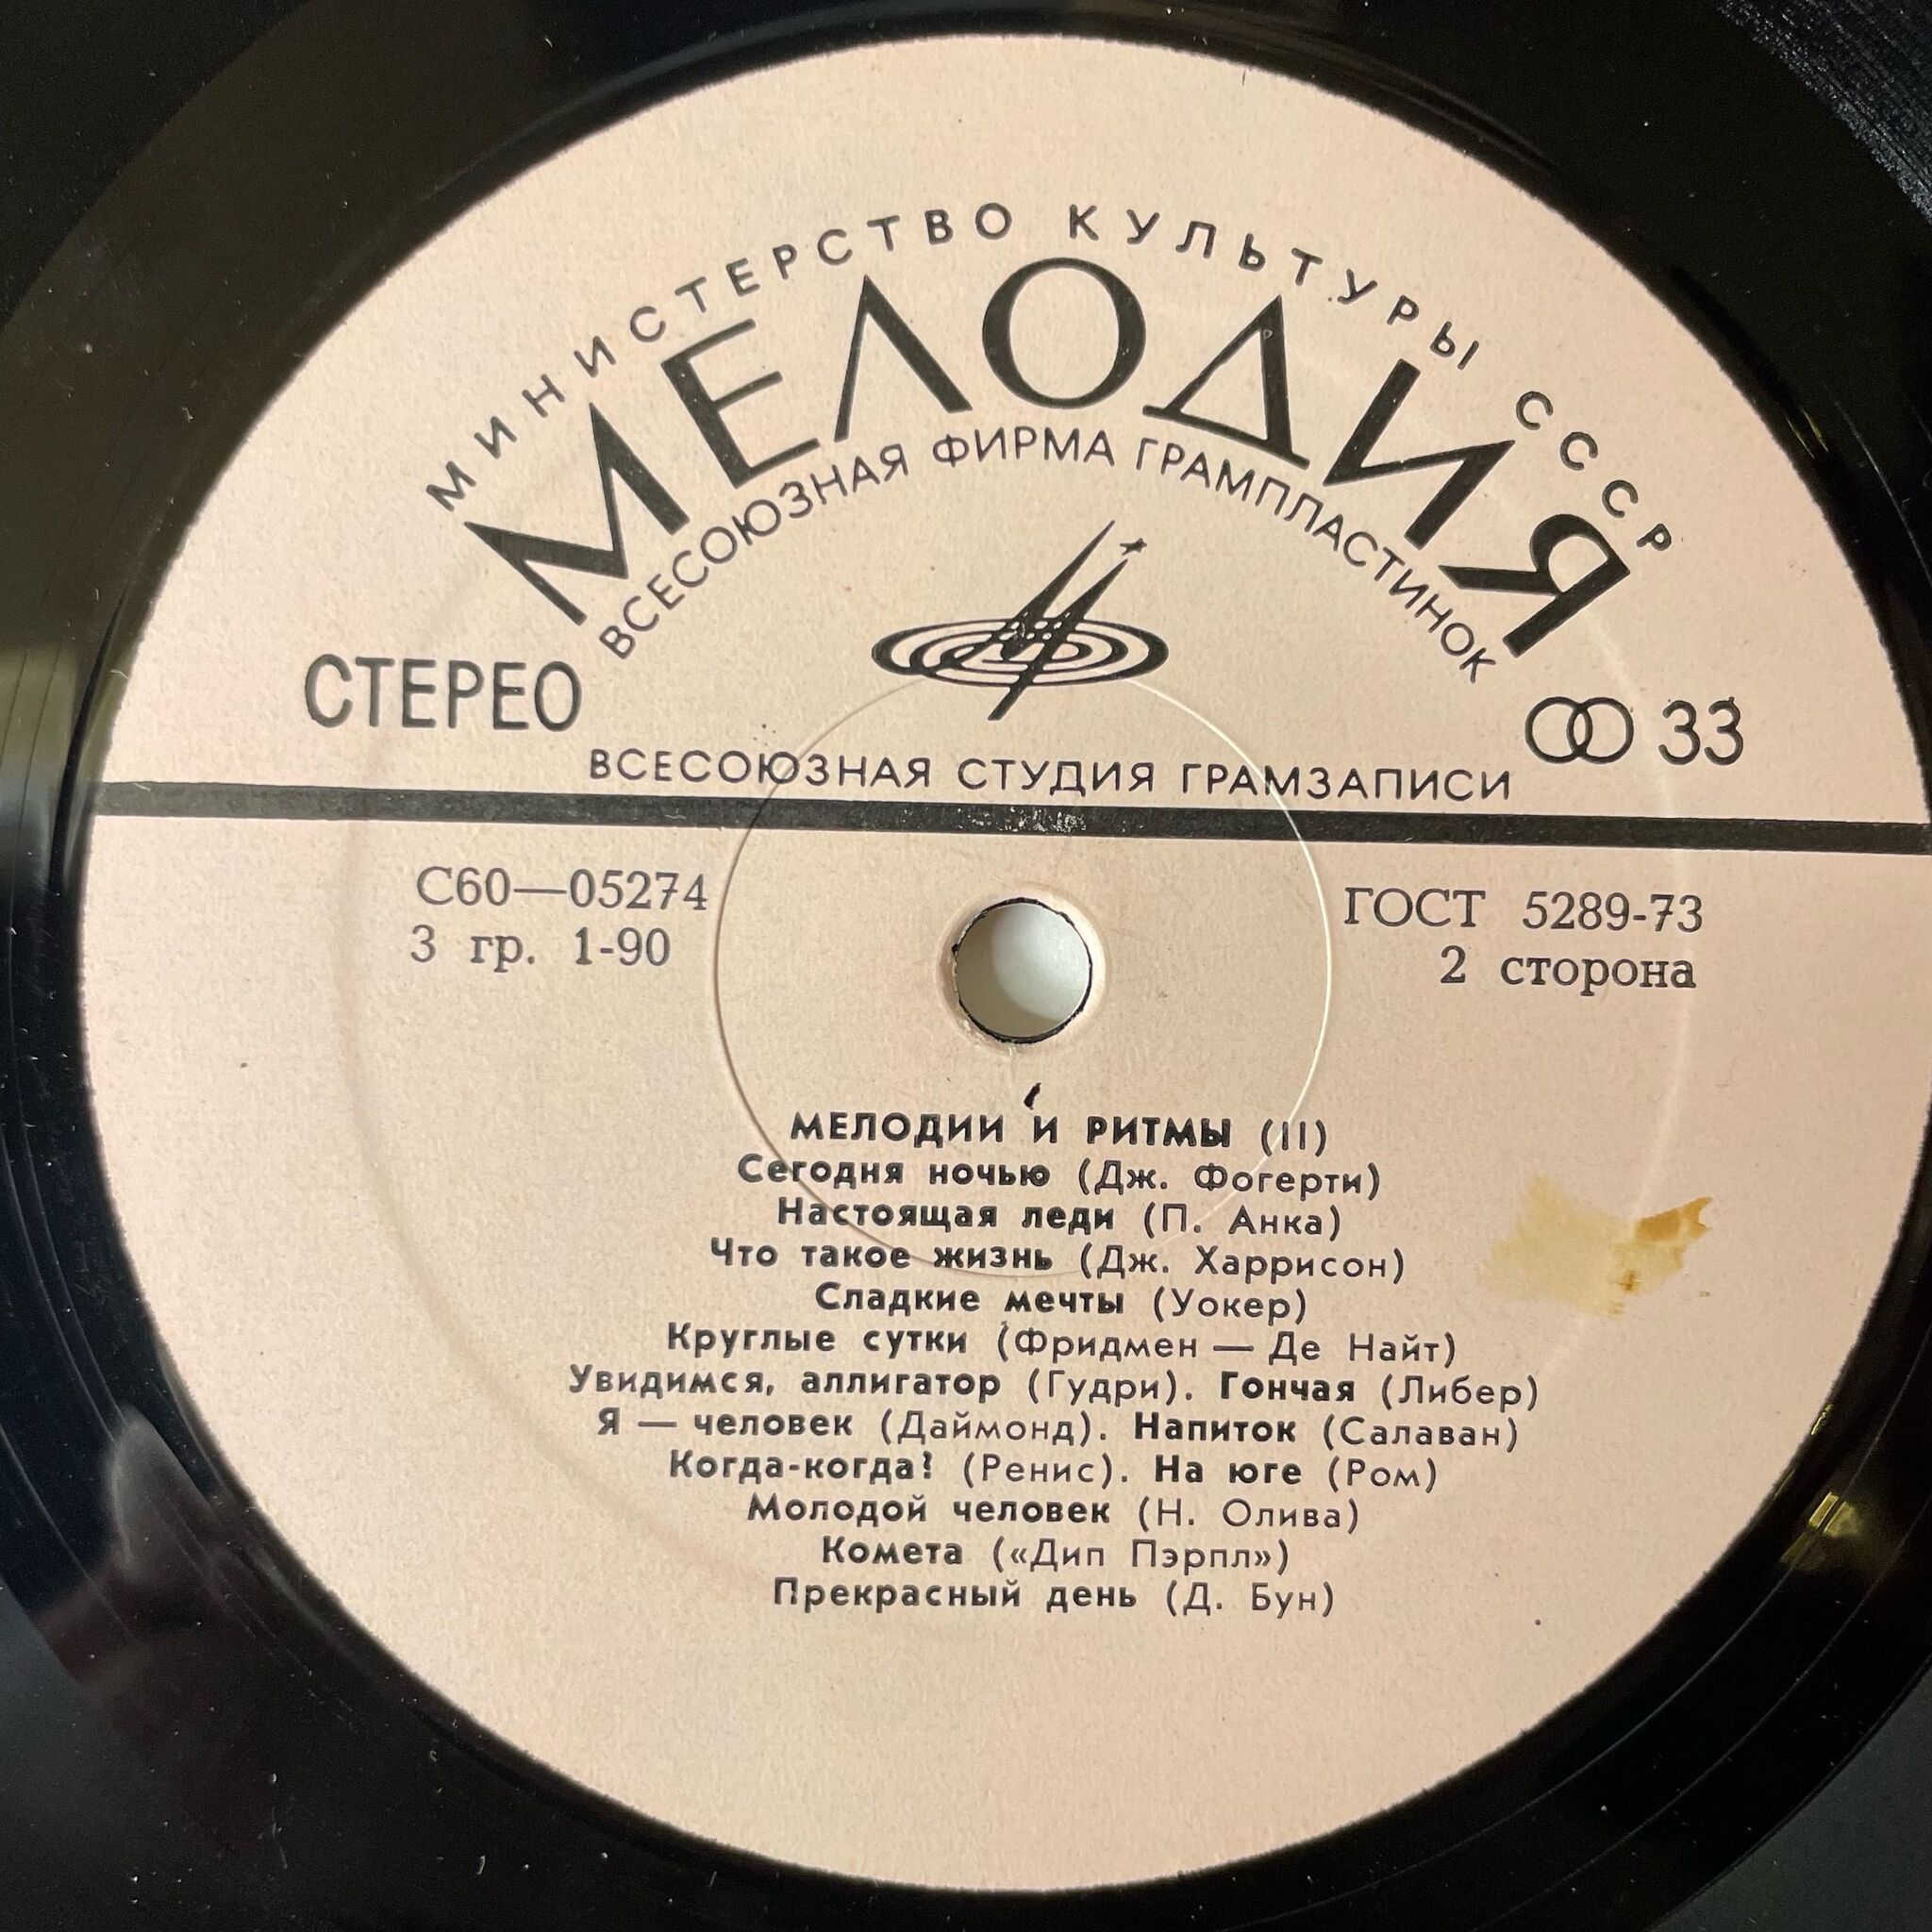 МИНИСТЕРСТВО КУЛЬТУРЫ СССР
МЕЛОДИЯ
ВСЕСОЮЗНАЯ ФИРМА ГРАМПЛАСТИНОК
СТЕРЕО
33
ВСЕСОЮЗНАЯ СТУДИЯ ГРАМЗАПИСИ
С60—05274
ГОСТ 5289-73
3 гр. 1-90
2 сторона
МЕЛОДИИ И РИТМЫ (II)
Сегодня ночью (Дж. Фогерти)
Настоящая леди (П. Анка)
Что такое жизнь (Дж. Харрисон)
Сладкие мечты (Уокер)
Круглые сутки (Фридмен — Де Найт)
Увидимся, аллигатор (Гудри). Гончая (Либер)
Я — человек (Даймонд). Напиток (Салаван)
Когда-когда? (Ренис). На юге (Ром)
Молодой человек (Н. Олива)
Комета («Дип Пэрпл»)
Прекрасный день (Д. Бун)